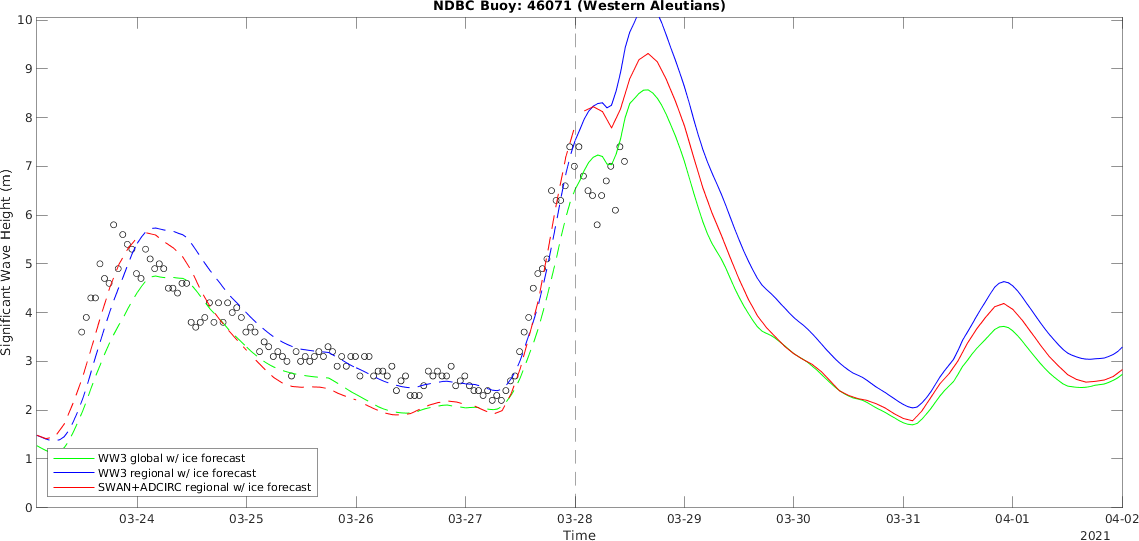 NDBC Buoy: 46071 (Western Aleutians)
10
9
8
7
6
5
4
3
2
1
0
Significant Wave Height (m)
WW3 global w/ ice forecast
WW3 regional w/ ice forecast
SWAN+ADCIRC regional w/ ice forecast
03-24 03-25 03-26 03-27 03-28 03-29 03-30 03-31 04-01 04-02
Time
2021